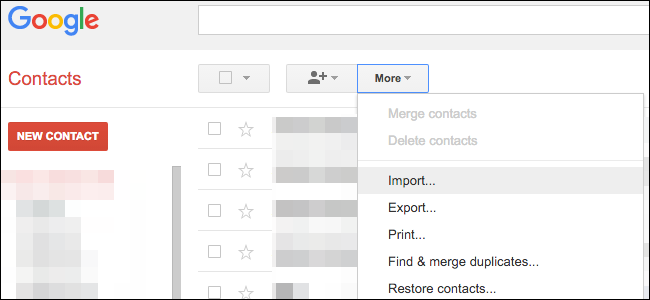 Google
Contacts
More
NEW CONTACT
Merge contacts
Delete contacts
Import...
Export...
Print...
Find & merge duplicates...
Restore contacts...